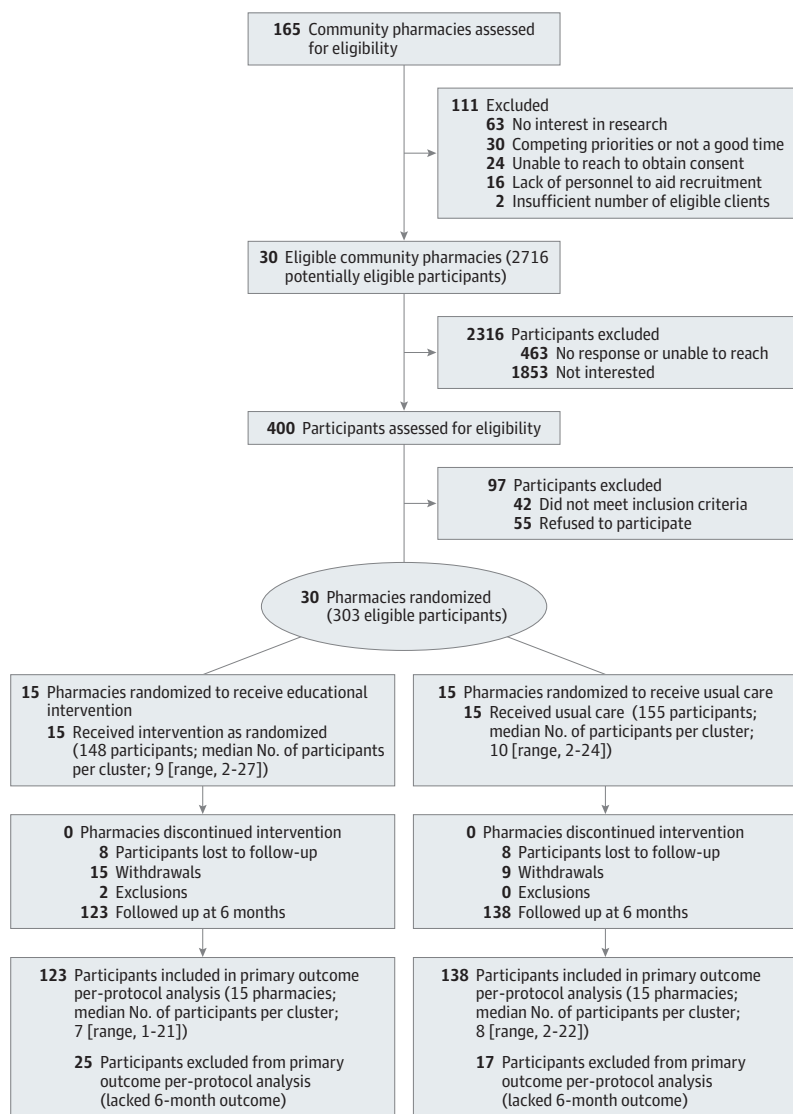 165 Community pharmacies assessed
for eligibility
111 Excluded
63 No interest in research
30 Competing priorities or not a good time
24 Unable to reach to obtain consent
16 Lack of personnel to aid recruitment
2 Insufficient number of eligible clients
30 Eligible community pharmacies (2716
potentially eligible participants)
2316 Participants excluded
463 No response or unable to reach
1853 Not interested
400 Participants assessed for eligibility
97 Participants excluded
42 Did not meet inclusion criteria
55 Refused to participate
30 Pharmacies randomized
(303 eligible participants)
15 Pharmacies randomized to receive educational
intervention
15 Received intervention as randomized
(148 participants; median No. of participants
per cluster; 9 [range, 2-27])
15 Pharmacies randomized to receive usual care
15 Received usual care (155 participants;
median No. of participants per cluster;
10 [range, 2-24])
0 Pharmacies discontinued intervention
8 Participants lost to follow-up
15 Withdrawals
2 Exclusions
123 Followed up at 6 months
0 Pharmacies discontinued intervention
8 Participants lost to follow-up
9 Withdrawals
0 Exclusions
138 Followed up at 6 months
123 Participants included in primary outcome
per-protocol analysis (15 pharmacies;
median No. of participants per cluster;
7 [range, 1-21])
25 Participants excluded from primary
outcome per-protocol analysis
(lacked 6-month outcome)
138 Participants included in primary outcome
per-protocol analysis (15 pharmacies;
median No. of participants per cluster;
8 [range, 2-22])
17 Participants excluded from primary
outcome per-protocol analysis
(lacked 6-month outcome)